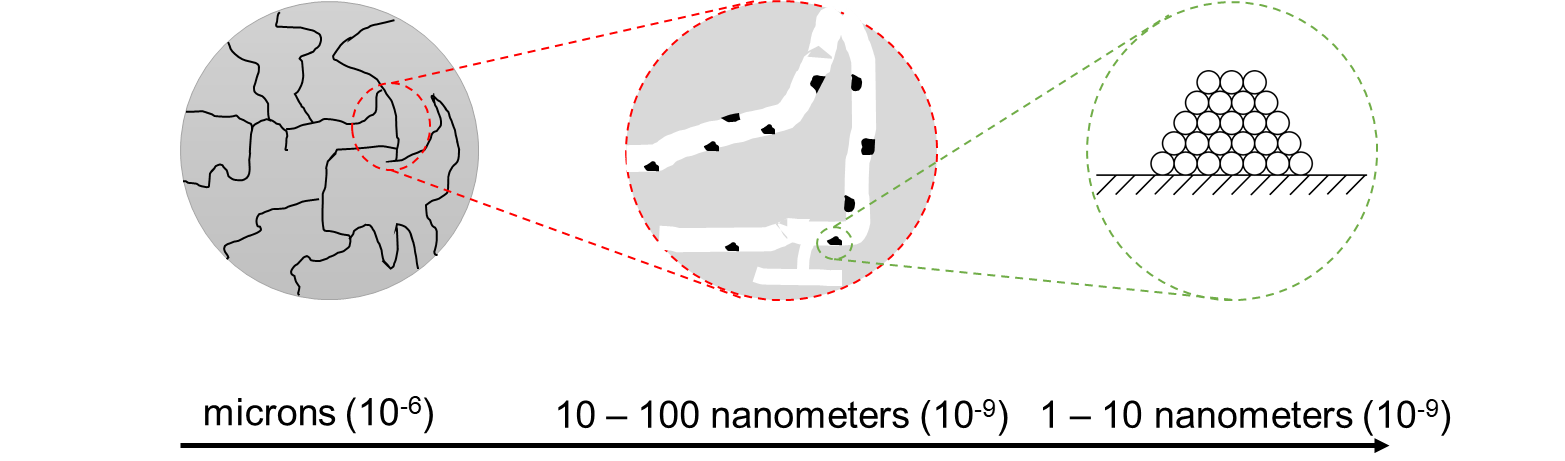 microns (10⁻⁶)
10 – 100 nanometers (10⁻⁹)
1 – 10 nanometers (10⁻⁹)